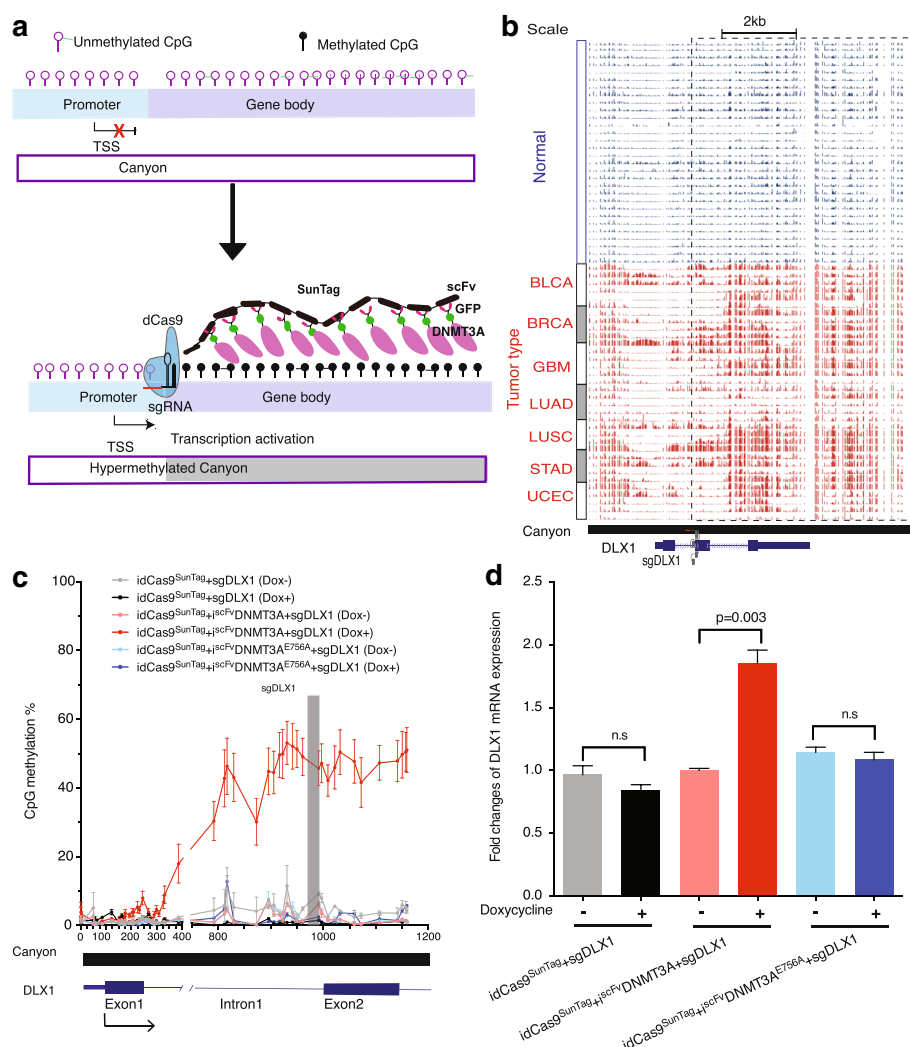 a
Unmethylated CpG
Methylated CpG
Promoter
Gene body
X
TSS
Canyon
SunTag
scFv
GFP
DNMT3A
dCas9
sgRNA
Promoter
Gene body
Transcription activation
TSS
Hypermethylated Canyon
b
Scale
2kb
Normal
Tumor type
BLCA
BRCA
GBM
LUAD
LUSC
STAD
UCEC
Canyon
DLX1
sgDLX1
c
idCas9SunTag+sgDLX1 (Dox-)
idCas9SunTag+sgDLX1 (Dox+)
idCas9SunTag+iscFvDNMT3A+sgDLX1 (Dox-)
idCas9SunTag+iscFvDNMT3A+sgDLX1 (Dox+)
idCas9SunTag+iscFvDNMT3AE756A+sgDLX1 (Dox-)
idCas9SunTag+iscFvDNMT3AE756A+sgDLX1 (Dox+)
sgDLX1
CpG methylation %
100
80
60
40
20
0
0 100 200 300 400 800 1000 1200
Canyon
DLX1
Exon1
Intron1
Exon2
d
Fold changes of DLX1 mRNA expression
2.5
2.0
1.5
1.0
0.5
0.0
n.s
p=0.003
n.s
Doxycycline - + - + - +
idCas9SunTag+sgDLX1
idCas9SunTag+iscFvDNMT3A+sgDLX1
idCas9SunTag+iscFvDNMT3AE756A+sgDLX1